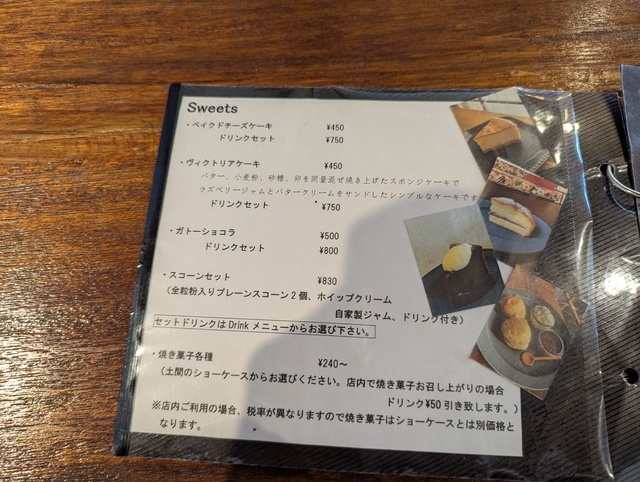 Sweets
・ベイクドチーズケーキ ¥450
ドリンクセット ¥750
・ヴィクトリアケーキ ¥450
バター、小麦粉、砂糖、卵を同量混ぜ焼き上げたスポンジケーキで
ラズベリージャムとバタークリームをサンドしたシンプルなケーキです
ドリンクセット ¥750
・ガトーショコラ ¥500
ドリンクセット ¥800
・スコーンセット ¥830
(全粒粉入りプレーンスコーン2個、ホイップクリーム
自家製ジャム、ドリンク付き)
セットドリンクは Drink メニューからお選び下さい。
・焼き菓子各種 ¥240～
(土間のショーケースからお選びください。店内で焼き菓子お召し上がりの場合
ドリンク¥50 引き致します。)
※店内ご利用の場合、税率が異なりますので焼き菓子はショーケースとは別価格と
なります。